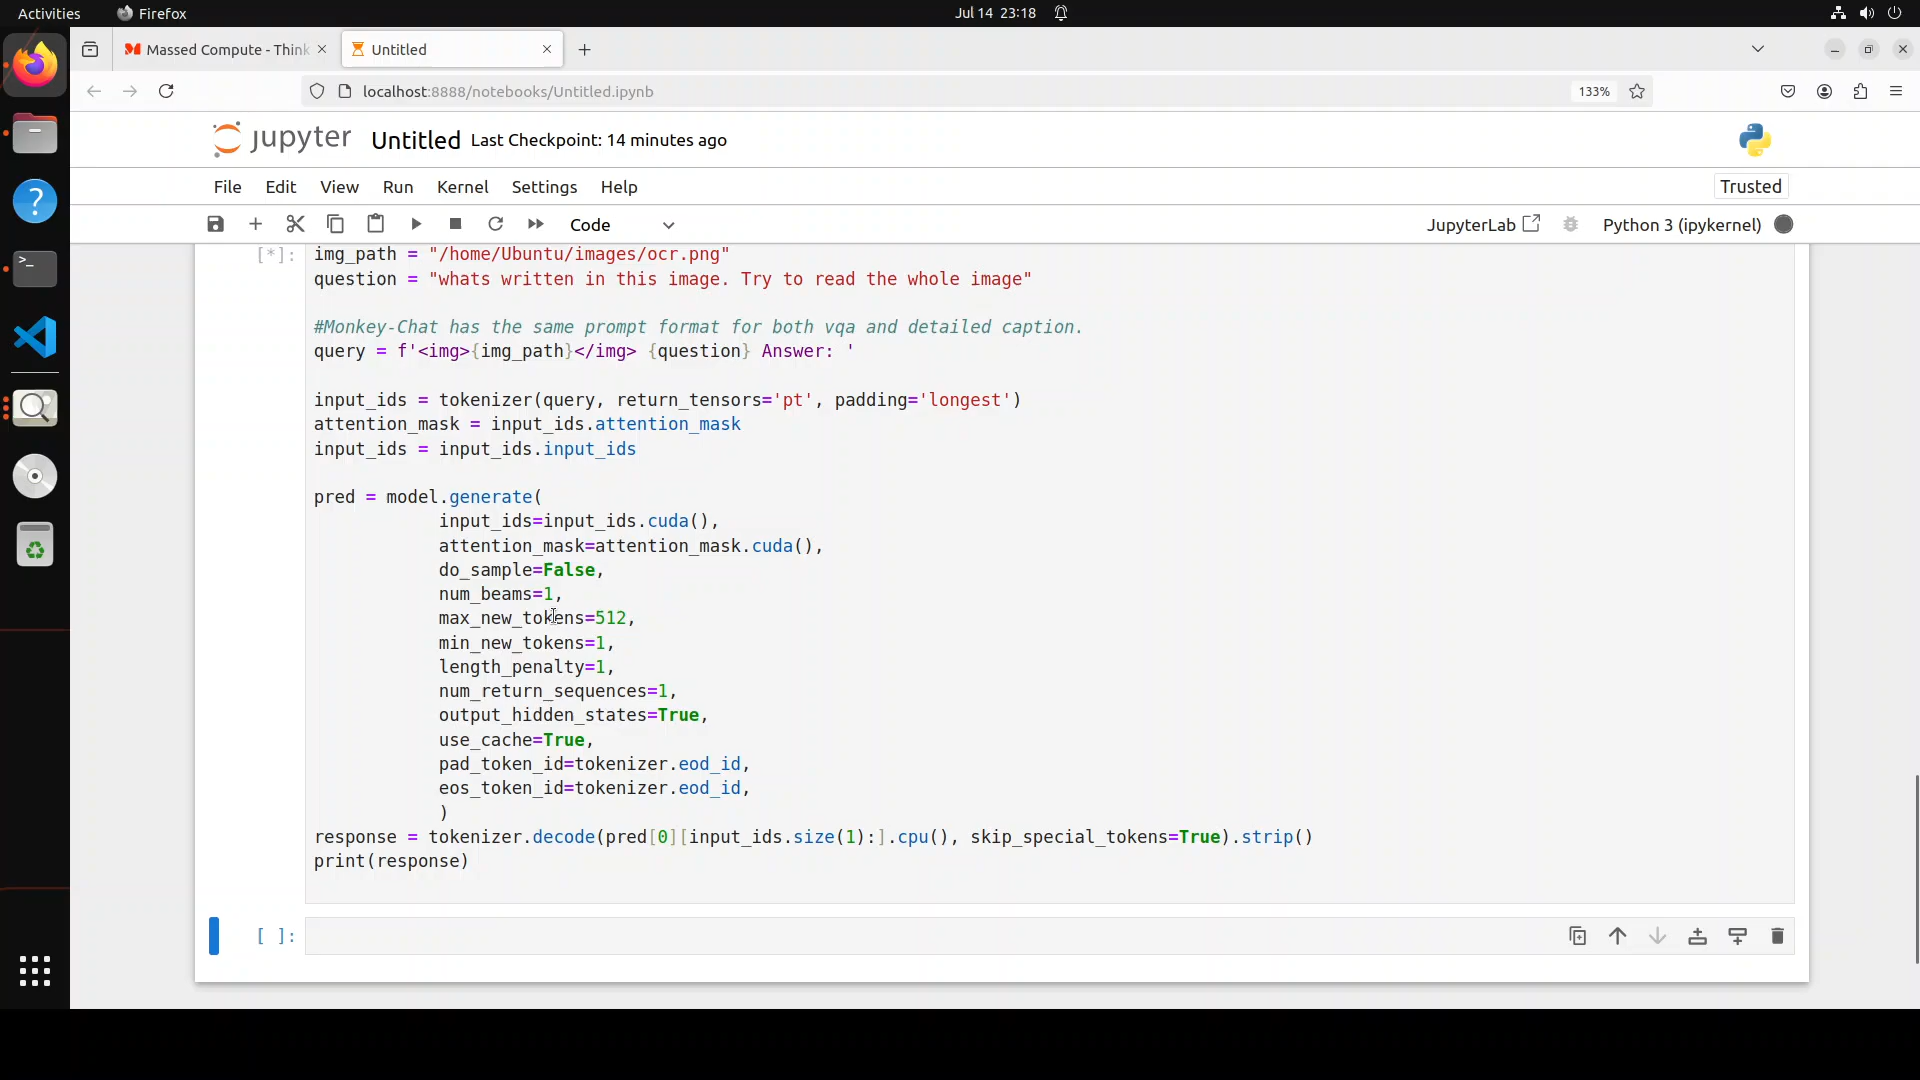 Activities Firefox Jul 14 23:18
Massed Compute - Think Untitled
localhost:8888/notebooks/Untitled.ipynb 133%
jupyter Untitled Last Checkpoint: 14 minutes ago
File Edit View Run Kernel Settings Help Trusted
Code JupyterLab Python 3 (ipykernel)
[*]: img_path = "/home/Ubuntu/images/ocr.png"
question = "whats written in this image. Try to read the whole image"
#Monkey-Chat has the same prompt format for both vqa and detailed caption.
query = f'<img>{img_path}</img> {question} Answer: '
input_ids = tokenizer(query, return_tensors='pt', padding='longest')
attention_mask = input_ids.attention_mask
input_ids = input_ids.input_ids
pred = model.generate(
input_ids=input_ids.cuda(),
attention_mask=attention_mask.cuda(),
do_sample=False,
num_beams=1,
max_new_tokens=512,
min_new_tokens=1,
length_penalty=1,
num_return_sequences=1,
output_hidden_states=True,
use_cache=True,
pad_token_id=tokenizer.eod_id,
eos_token_id=tokenizer.eod_id,
)
response = tokenizer.decode(pred[0][input_ids.size(1):].cpu(), skip_special_tokens=True).strip()
print(response)
[ ]: